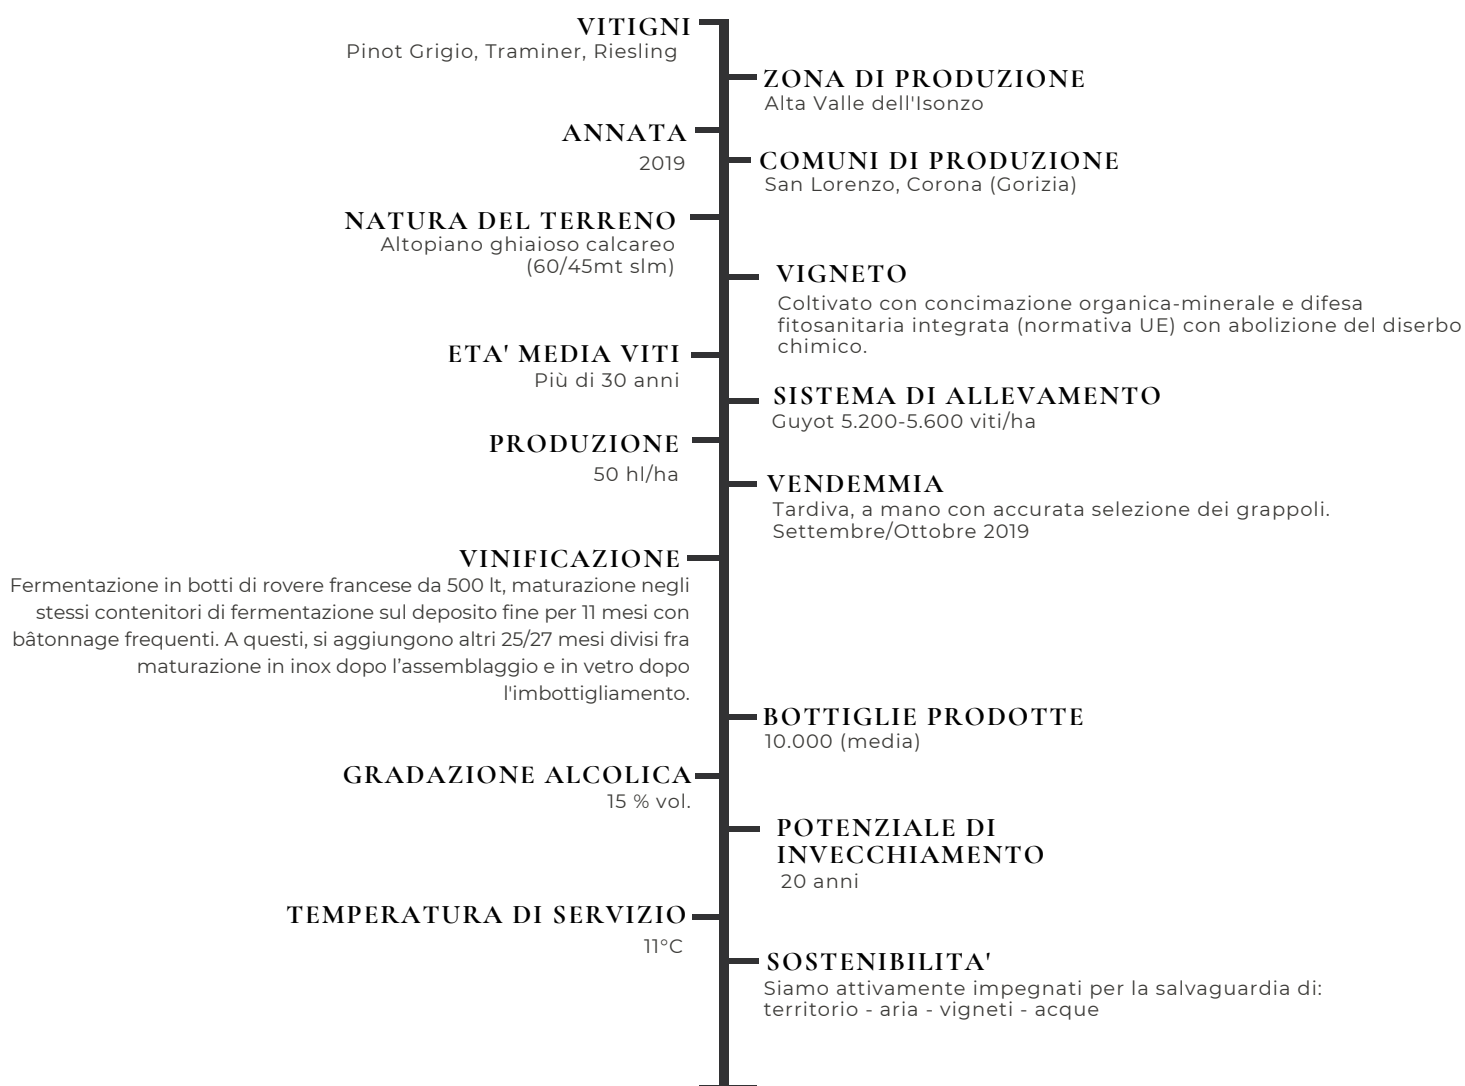 VITIGNI
Pinot Grigio, Traminer, Riesling
ZONA DI PRODUZIONE
Alta Valle dell'Isonzo
ANNATA
2019
COMUNI DI PRODUZIONE
San Lorenzo, Corona (Gorizia)
NATURA DEL TERRENO
Altopiano ghiaioso calcareo
(60/45mt slm)
VIGNETO
Coltivato con concimazione organica-minerale e difesa
fitosanitaria integrata (normativa UE) con abolizione del diserbo
chimico.
ETA' MEDIA VITI
Più di 30 anni
SISTEMA DI ALLEVAMENTO
Guyot 5.200-5.600 viti/ha
PRODUZIONE
50 hl/ha
VENDEMMIA
Tardiva, a mano con accurata selezione dei grappoli.
Settembre/Ottobre 2019
VINIFICAZIONE
Fermentazione in botti di rovere francese da 500 lt, maturazione negli
stessi contenitori di fermentazione sul deposito fine per 11 mesi con
bâtonnage frequenti. A questi, si aggiungono altri 25/27 mesi divisi fra
maturazione in inox dopo l’assemblaggio e in vetro dopo
l'imbottigliamento.
BOTTIGLIE PRODOTTE
10.000 (media)
GRADAZIONE ALCOLICA
15 % vol.
POTENZIALE DI
INVECCHIAMENTO
20 anni
TEMPERATURA DI SERVIZIO
11°C
SOSTENIBILITA'
Siamo attivamente impegnati per la salvaguardia di:
territorio - aria - vigneti - acque